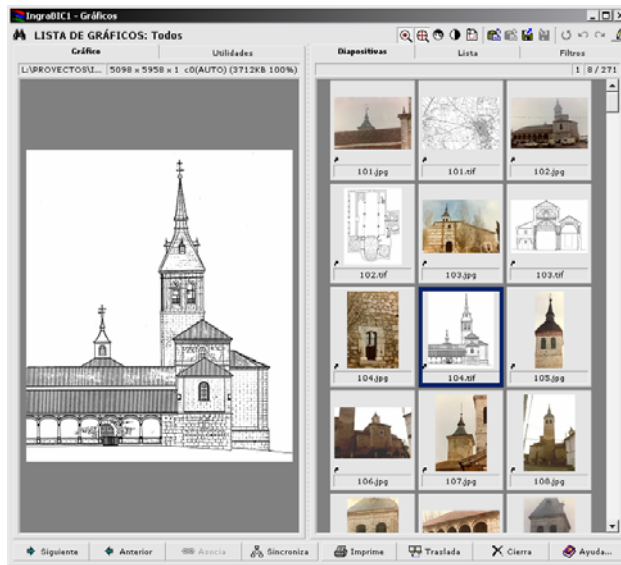 IngraBIC1 - Gráficos
LISTA DE GRÁFICOS: Todos
Gráfico Utilidades Diapositivas Lista Filtros
L:\PROYECTOS\I... 5098 x 5958 x 1 c0(AUTO) (3712KB 100%) 1 8/271
101.jpg 101.tif 102.jpg
102.tif 103.jpg 103.tif
104.jpg 104.tif 105.jpg
106.jpg 107.jpg 108.jpg
Siguiente Anterior Asocia Sincroniza Imprime Traslada Cierra Ayuda...